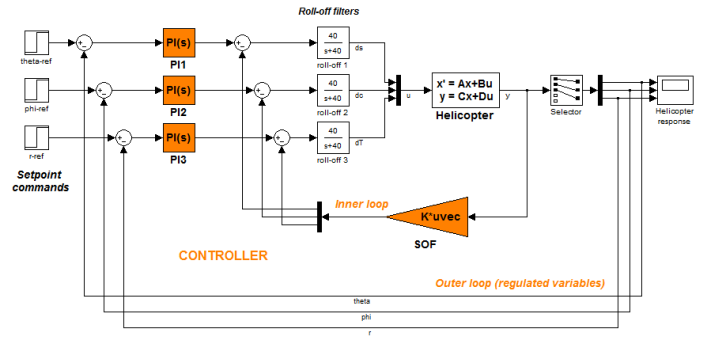 Roll-off filters
theta-ref
PI(s)
PI1
40
s+40
roll-off 1
ds
phi-ref
PI(s)
PI2
40
s+40
roll-off 2
dc
r-ref
PI(s)
PI3
40
s+40
roll-off 3
dT
u
x' = Ax+Bu
y = Cx+Du
Helicopter
y
Selector
Helicopter
response
Setpoint
commands
Inner loop
K*uvec
SOF
CONTROLLER
Outer loop (regulated variables)
theta
phi
r